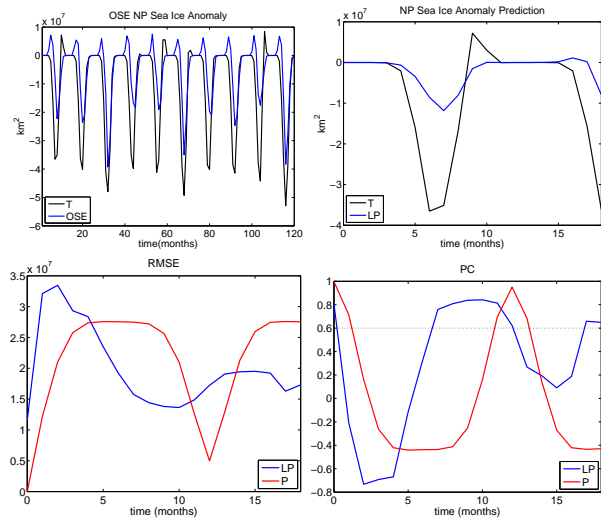 OSE NP Sea Ice Anomaly
x 10^7
1
0
−1
−2
−3
−4
−5
−6
km^2
20 40 60 80 100 120
time(months)
T
OSE
NP Sea Ice Anomaly Prediction
x 10^7
1
0
−1
−2
−3
−4
km^2
0 5 10 15
time (months)
T
LP
RMSE
x 10^7
3.5
3
2.5
2
1.5
1
0.5
0
0 5 10 15
time (months)
LP
P
PC
1
0.8
0.6
0.4
0.2
0
−0.2
−0.4
−0.6
−0.8
0 5 10 15
time (months)
LP
P